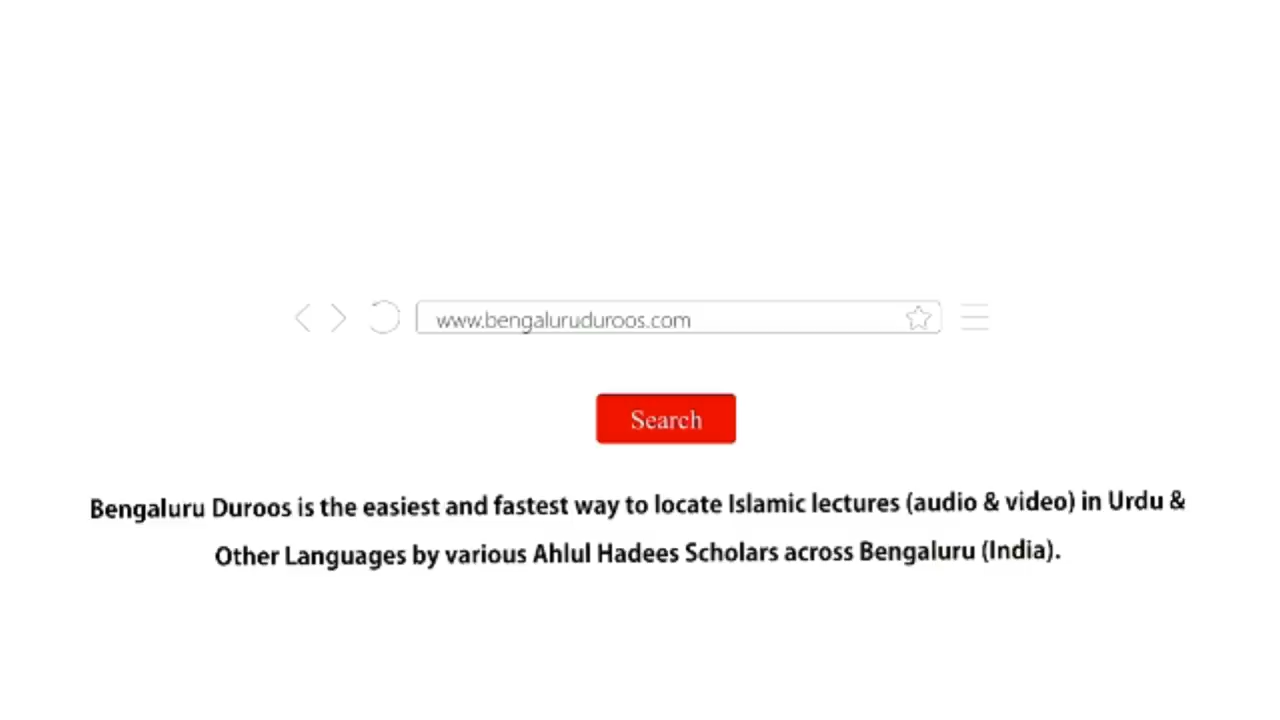 www.bengaluruduroos.com
Search
Bengaluru Duroos is the easiest and fastest way to locate Islamic lectures (audio & video) in Urdu &
Other Languages by various Ahlul Hadees Scholars across Bengaluru (India).